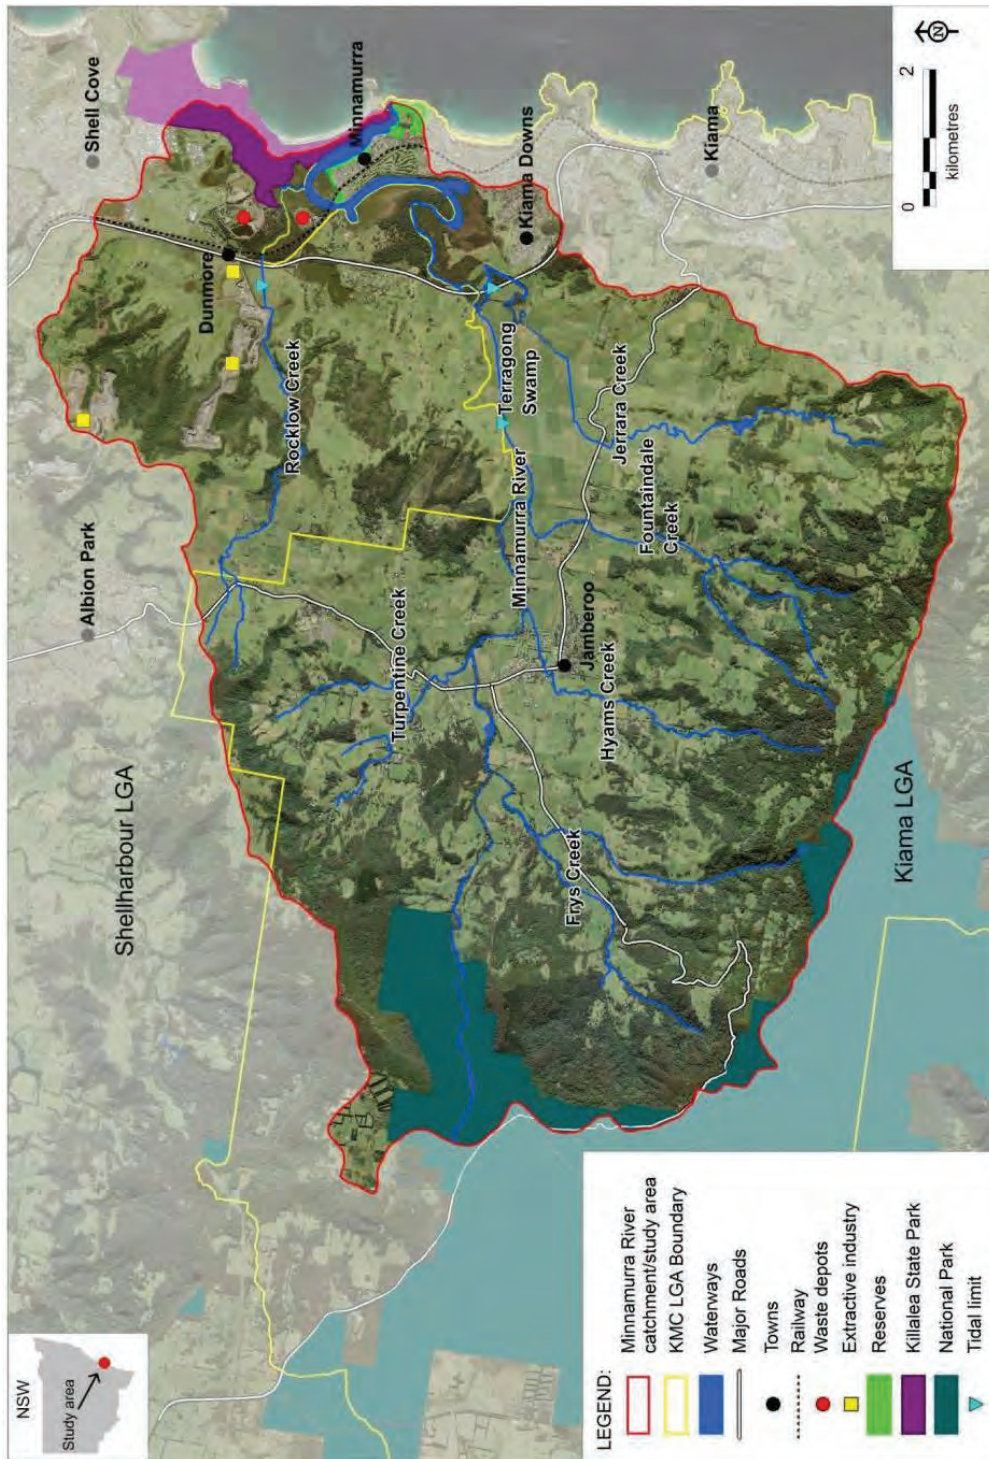 NSW
Study area
Shellharbour LGA
Albion Park
Shell Cove
Dunmore
Rocklow Creek
Minnamurra
Turpentine Creek
Terragong
Swamp
Minnamurra River
Kiama Downs
Jamberoo
Jerrara Creek
Frys Creek
Hyams Creek
Fountaindale
Creek
Kiama
Kiama LGA
LEGEND:
Minnamurra River
catchment/study area
KMC LGA Boundary
Waterways
Major Roads
Towns
Railway
Waste depots
Extractive industry
Reserves
Killalea State Park
National Park
Tidal limit
0 2
kilometres
N